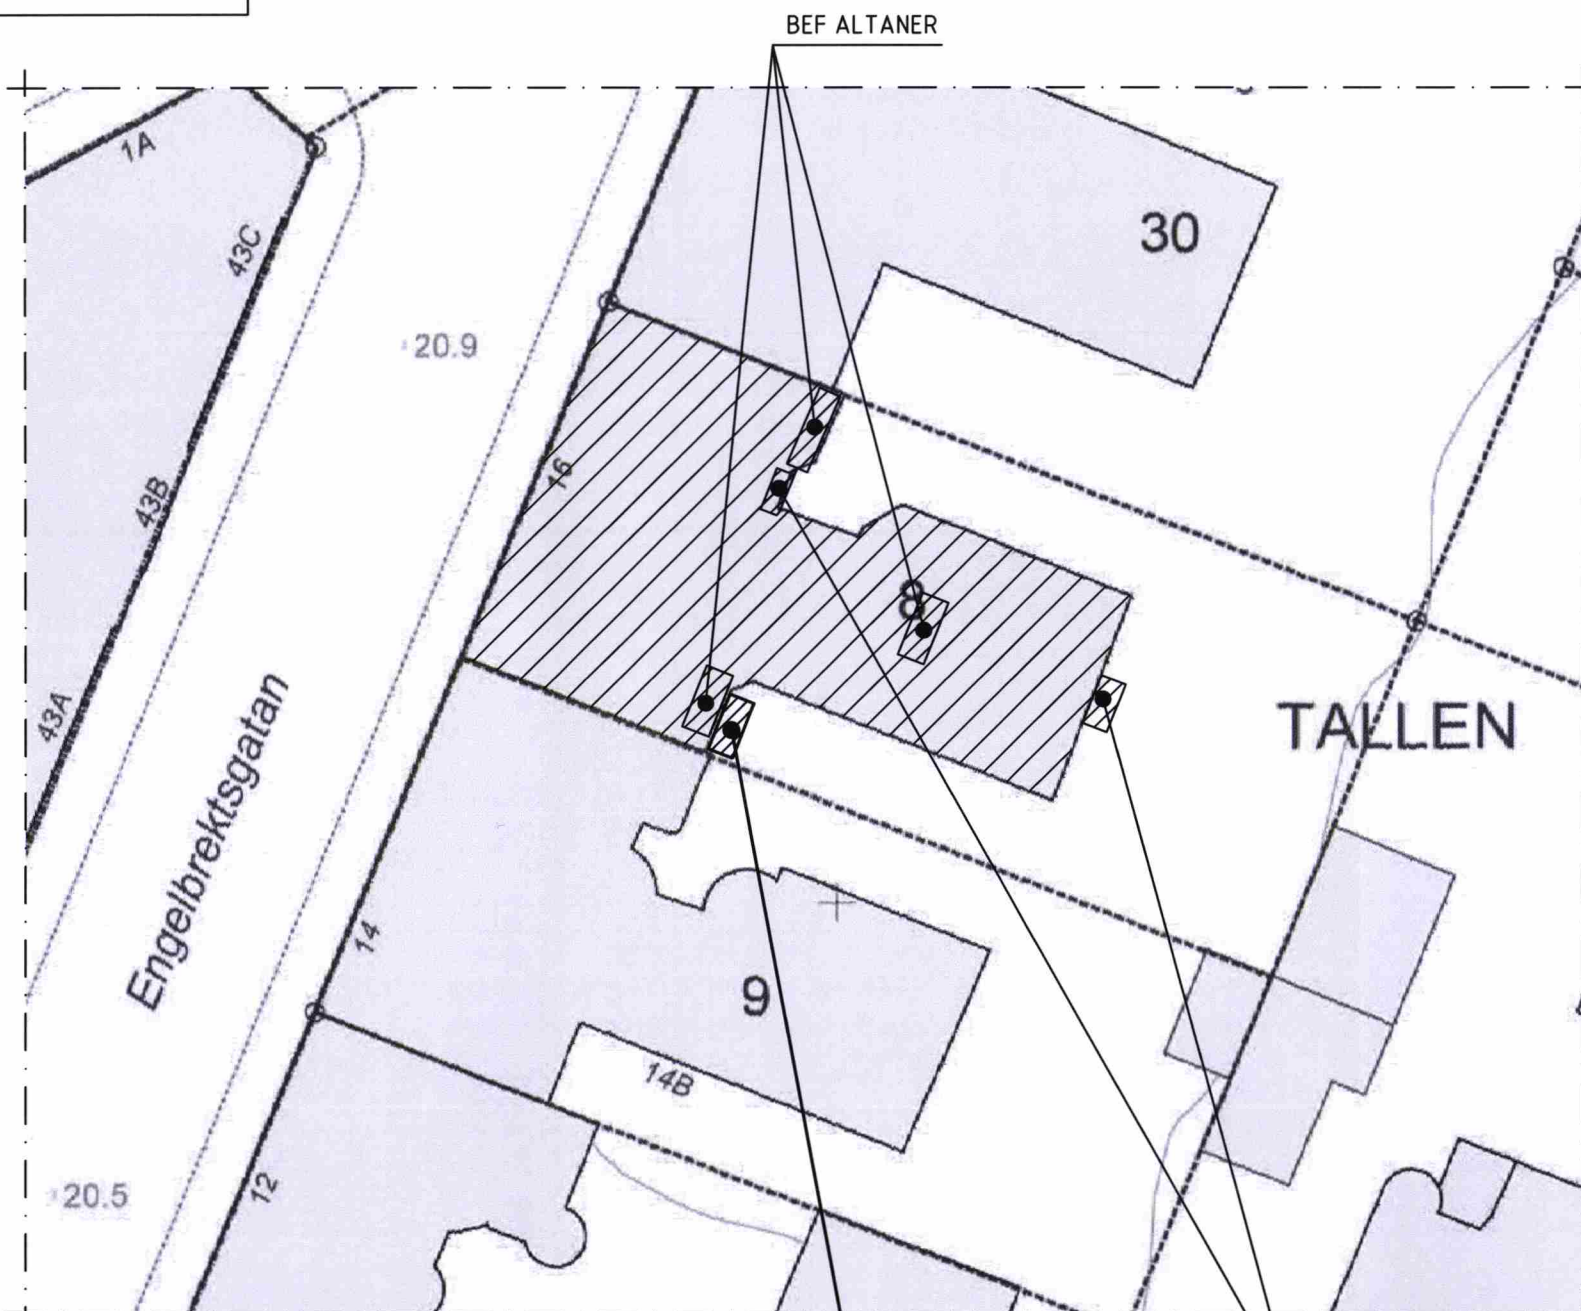 BEF ALTANER
1A
43C
30
20.9
16
43B
8
43A
TALLEN
Engelbrektsgatan
14
9
14B
12
20.5